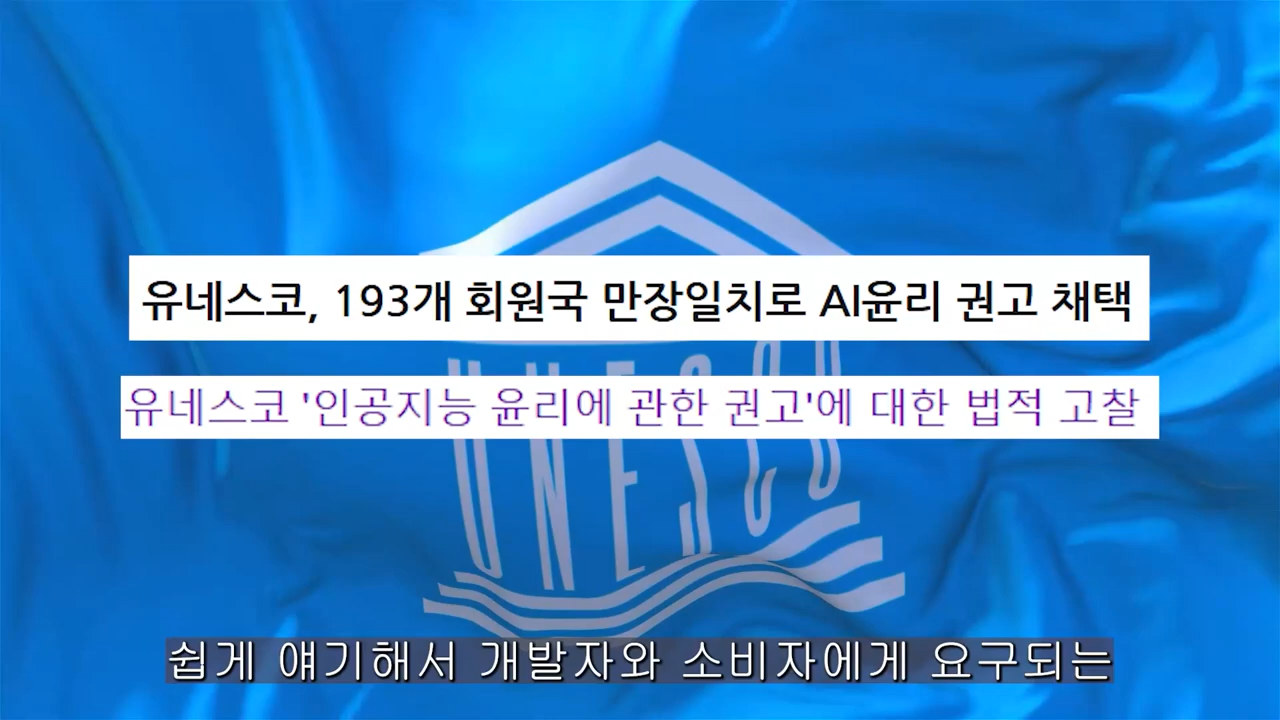 유네스코, 193개 회원국 만장일치로 AI윤리 권고 채택
유네스코 '인공지능 윤리에 관한 권고'에 대한 법적 고찰
UNESCO
쉽게 얘기해서 개발자와 소비자에게 요구되는